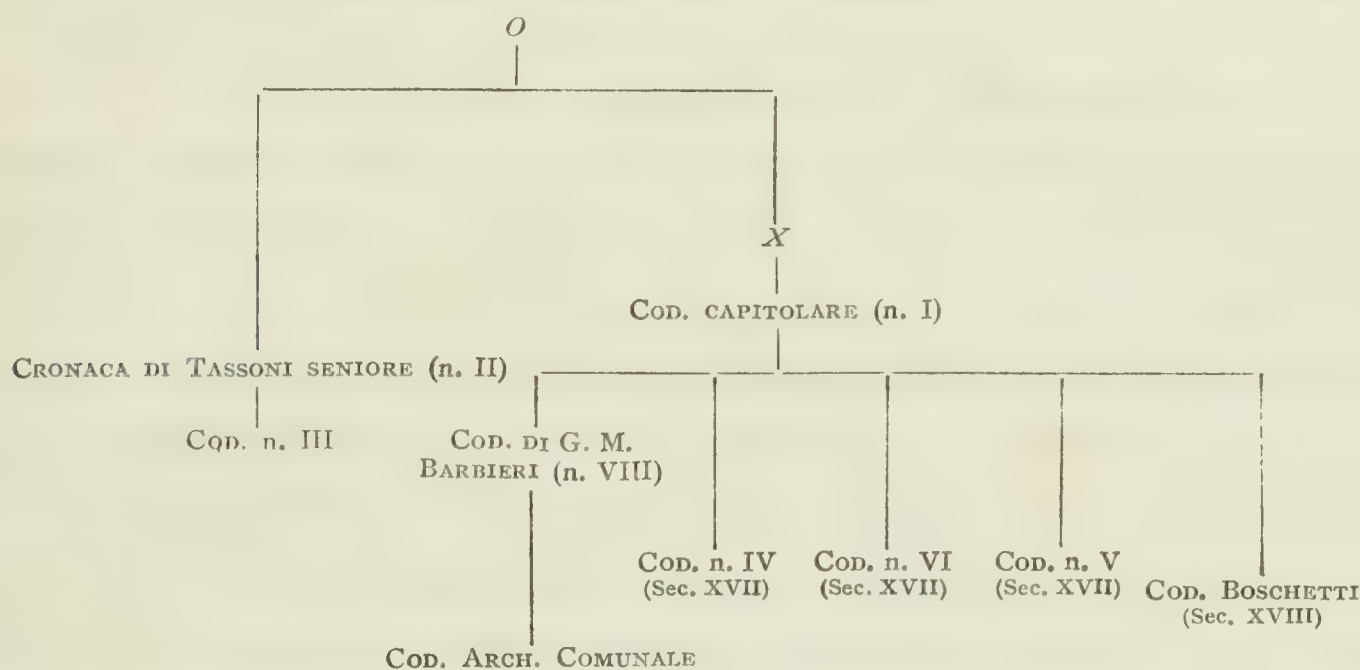 O
X
COD. CAPITOLARE (n. I)
CRONACA DI TASSONI SENIORE (n. II)
COD. n. III
COD. DI G. M.
BARBIERI (n. VIII)
COD. n. IV
(Sec. XVII)
COD. n. VI
(Sec. XVII)
COD. n. V
(Sec. XVII)
COD. BOSCHETTI
(Sec. XVIII)
COD. ARCH. COMUNALE